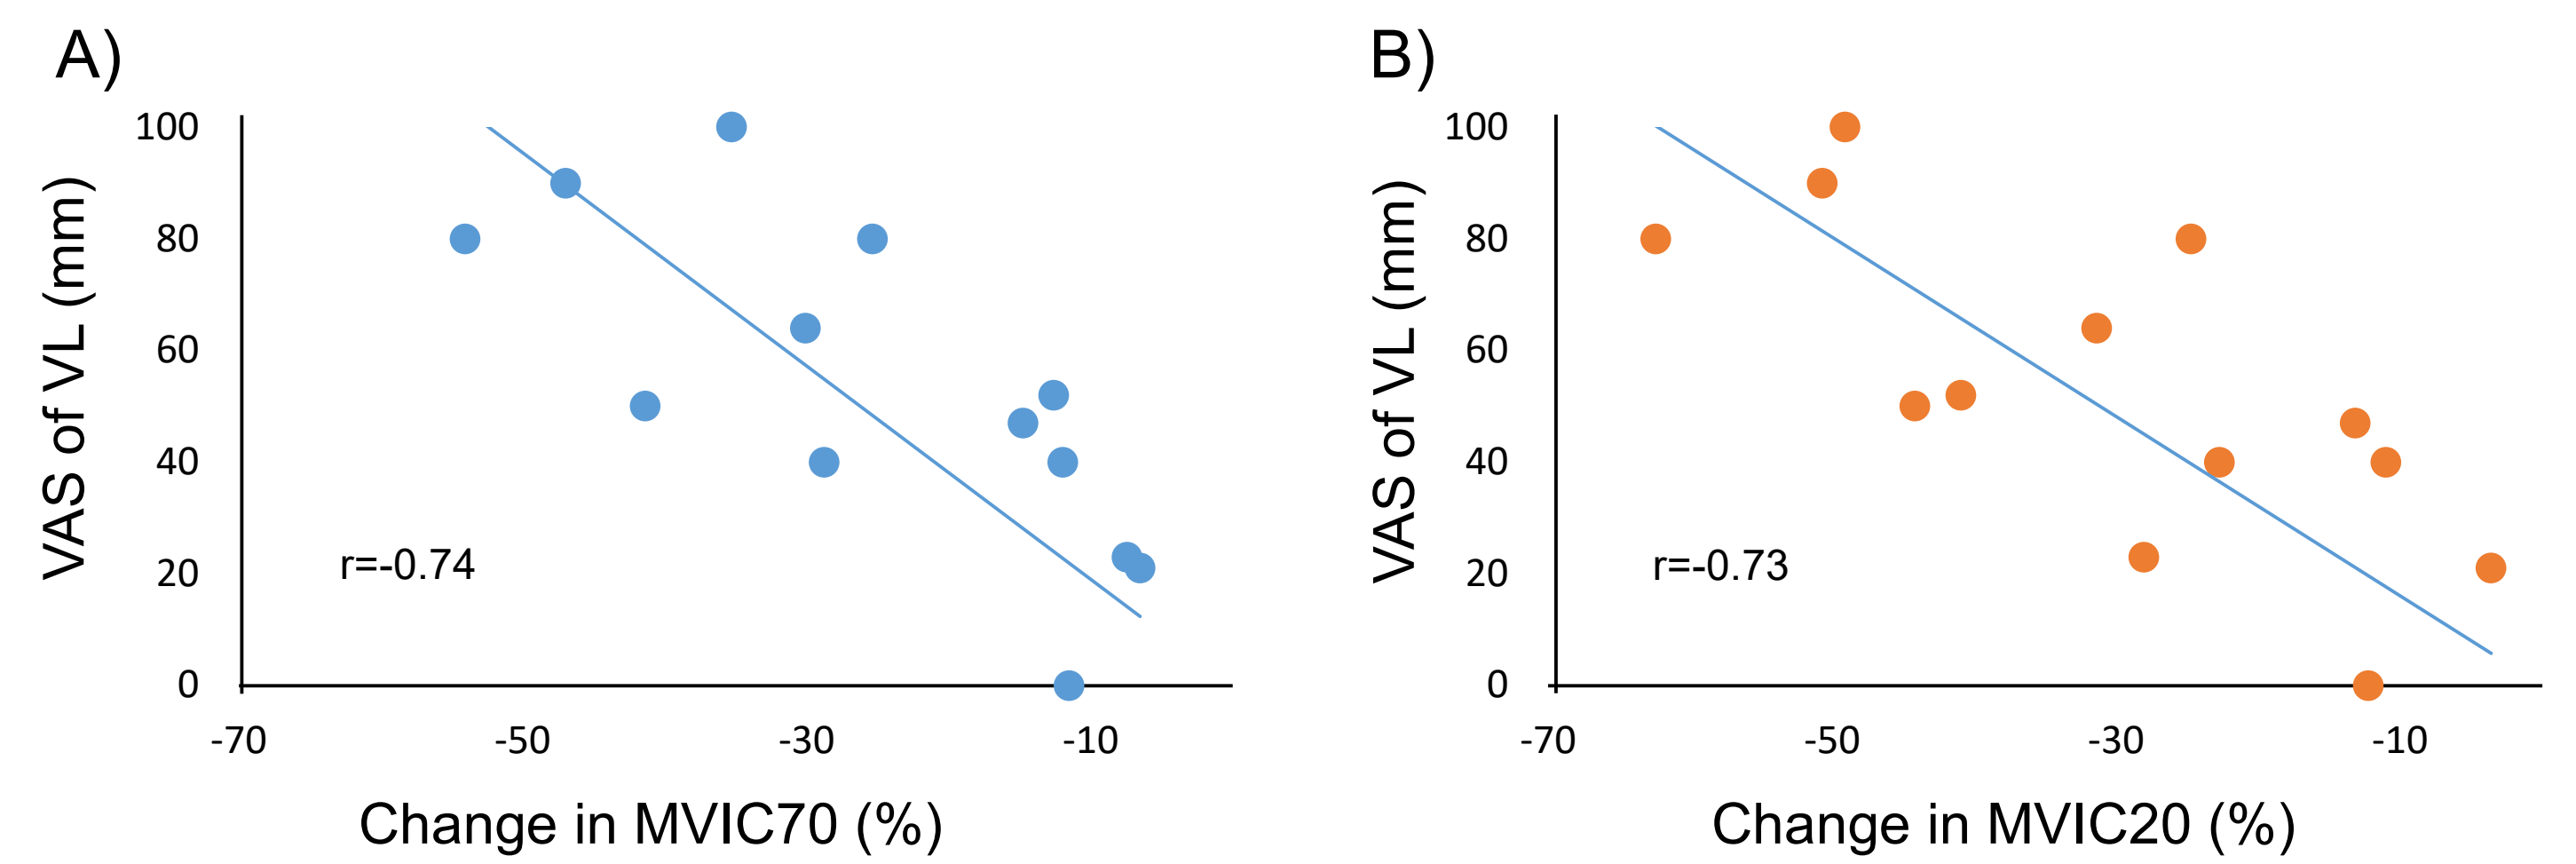 A)
VAS of VL (mm)
100
80
60
40
20
0
r=-0.74
-70 -50 -30 -10
Change in MVIC70 (%)
B)
VAS of VL (mm)
100
80
60
40
20
0
r=-0.73
-70 -50 -30 -10
Change in MVIC20 (%)